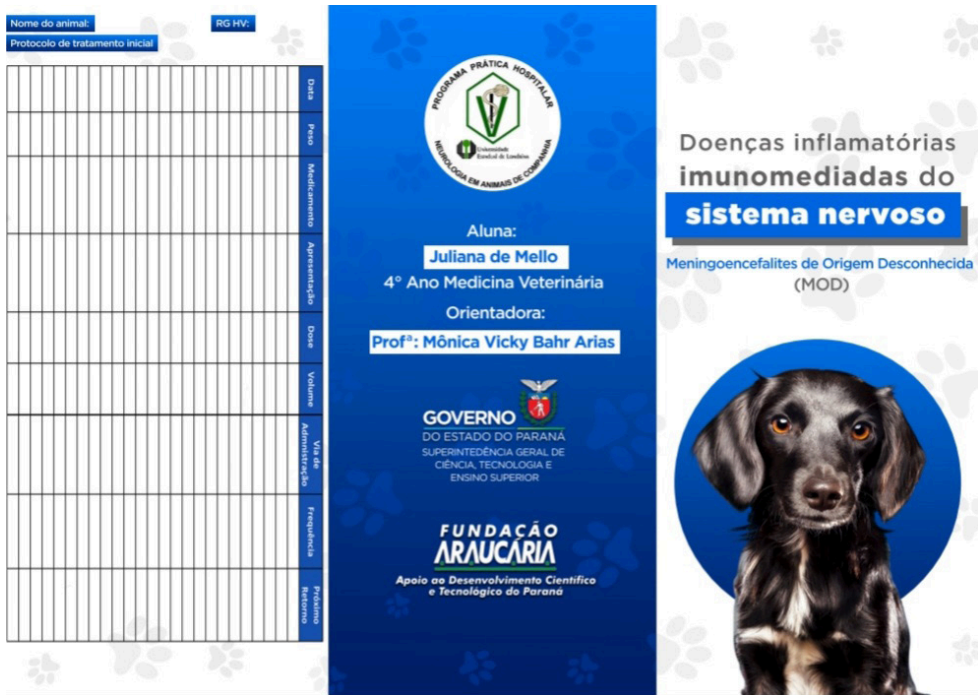 Nome do animal:
RG HV:
Protocolo de tratamento inicial
Data
Peso
Medicamento
Apresentação
Dose
Volume
Via de
Administração
Frequência
Próximo
Retorno
PROGRAMA PRÁTICA HOSPITALAR
Universidade
Estadual de Londrina
NEUROLOGIA EM ANIMAIS DE COMPANHIA
Aluna:
Juliana de Mello
4° Ano Medicina Veterinária
Orientadora:
Profª: Mônica Vicky Bahr Arias
GOVERNO
DO ESTADO DO PARANÁ
SUPERINTEDÊNCIA GERAL DE
CIÊNCIA, TECNOLOGIA E
ENSINO SUPERIOR
FUNDAÇÃO
ARAUCÁRIA
Apoio ao Desenvolvimento Científico
e Tecnológico do Paraná
Doenças inflamatórias
imunomediadas do
sistema nervoso
Meningoencefalites de Origem Desconhecida
(MOD)